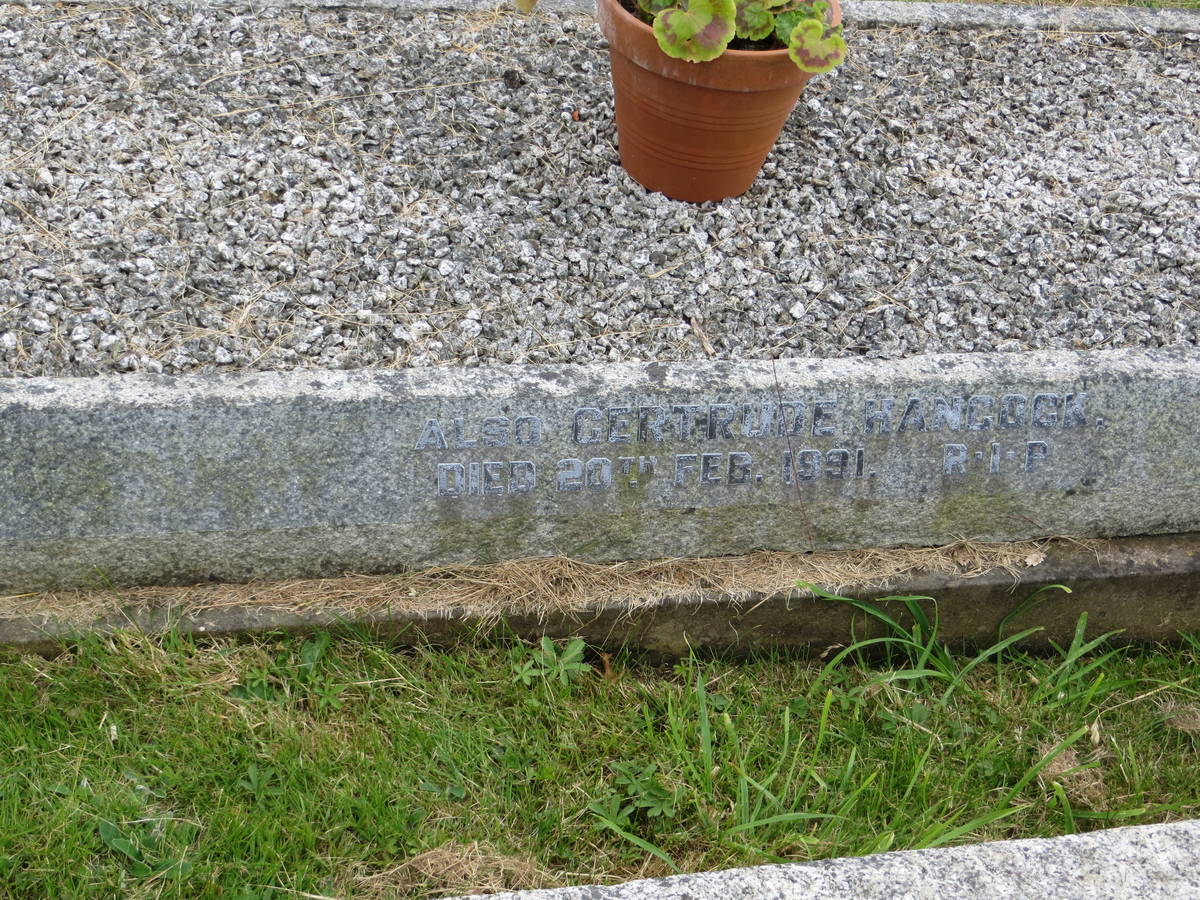 ALSO GERTRUDE HANCOCK.
DIED 20TH FEB. 1991. R·I·P